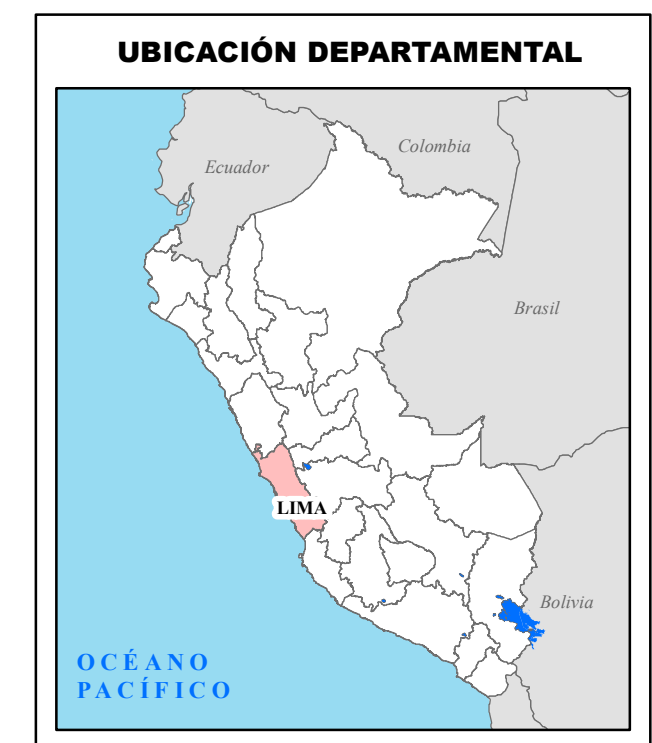 UBICACIÓN DEPARTAMENTAL
Ecuador
Colombia
Brasil
LIMA
Bolivia
OCÉANO
PACÍFICO